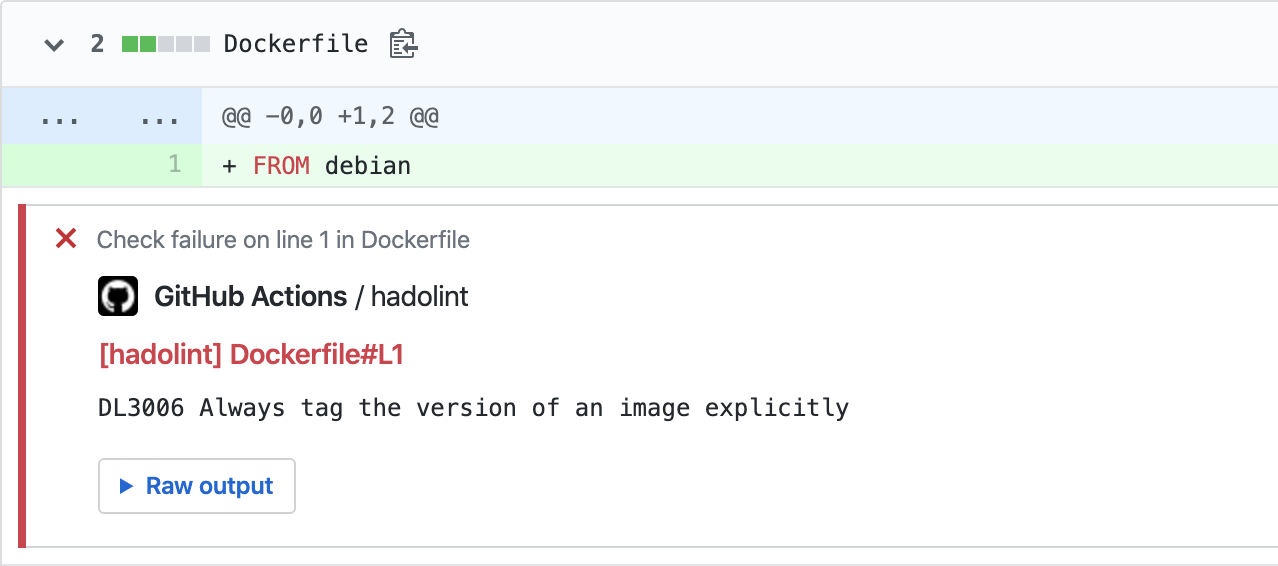 2 Dockerfile
... ... @@ -0,0 +1,2 @@
1 + FROM debian
Check failure on line 1 in Dockerfile
GitHub Actions / hadolint
[hadolint] Dockerfile#L1
DL3006 Always tag the version of an image explicitly
Raw output